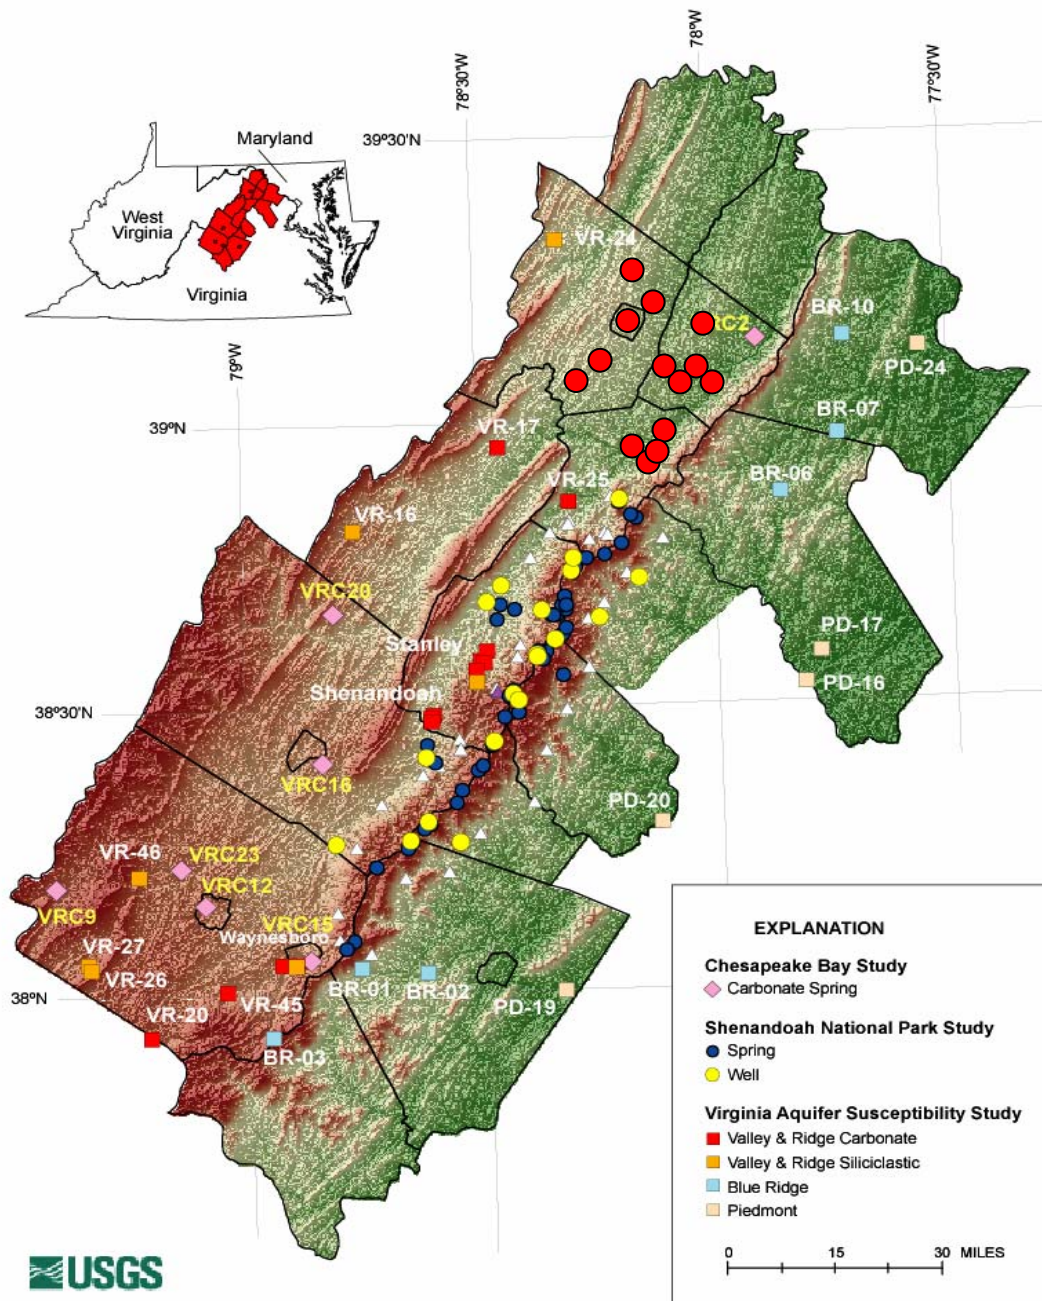 78°W
78°30'W
77°30'W
39°30'N
Maryland
West
Virginia
Virginia
VR-24
BR-10
RC2
PD-24
79°W
BR-07
39°N
VR-17
BR-06
VR-25
VR-16
VRC20
Stanley
PD-17
PD-16
Shenandoah
38°30'N
VRC16
PD-20
VR-46
VRC23
VRC12
VRC9
VRC15
Waynesboro
VR-27
VR-26
BR-01
BR-02
PD-19
38°N
VR-45
VR-20
BR-03
EXPLANATION
Chesapeake Bay Study
Carbonate Spring
Shenandoah National Park Study
Spring
Well
Virginia Aquifer Susceptibility Study
Valley & Ridge Carbonate
Valley & Ridge Siliciclastic
Blue Ridge
Piedmont
0 15 30 MILES
USGS